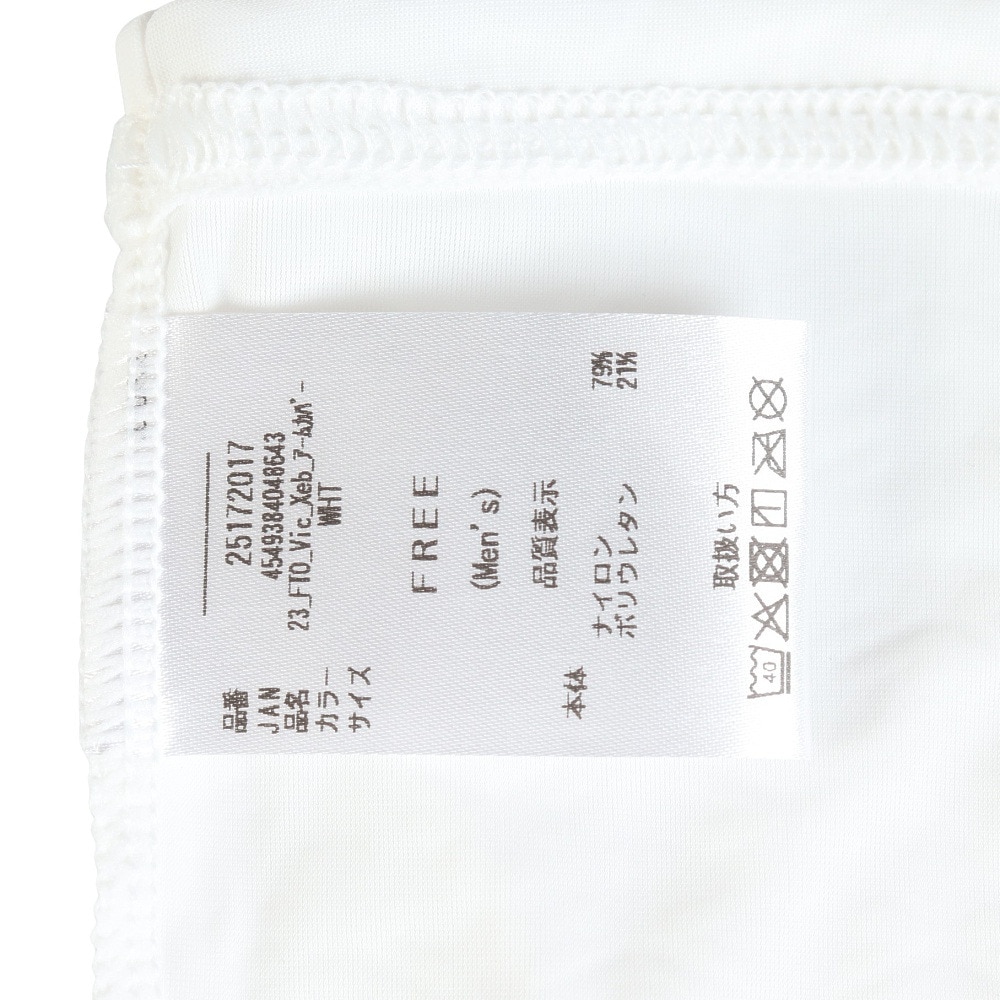 品番 25172017
JAN 4549384048643
品名 23_FTO_Vic_Xeb_ｱｰﾑｶﾊﾞｰ
カラー WHT
サイズ
FREE
(Men's)
品質表示
本体 ナイロン 79%
ポリウレタン 21%
取扱い方
40